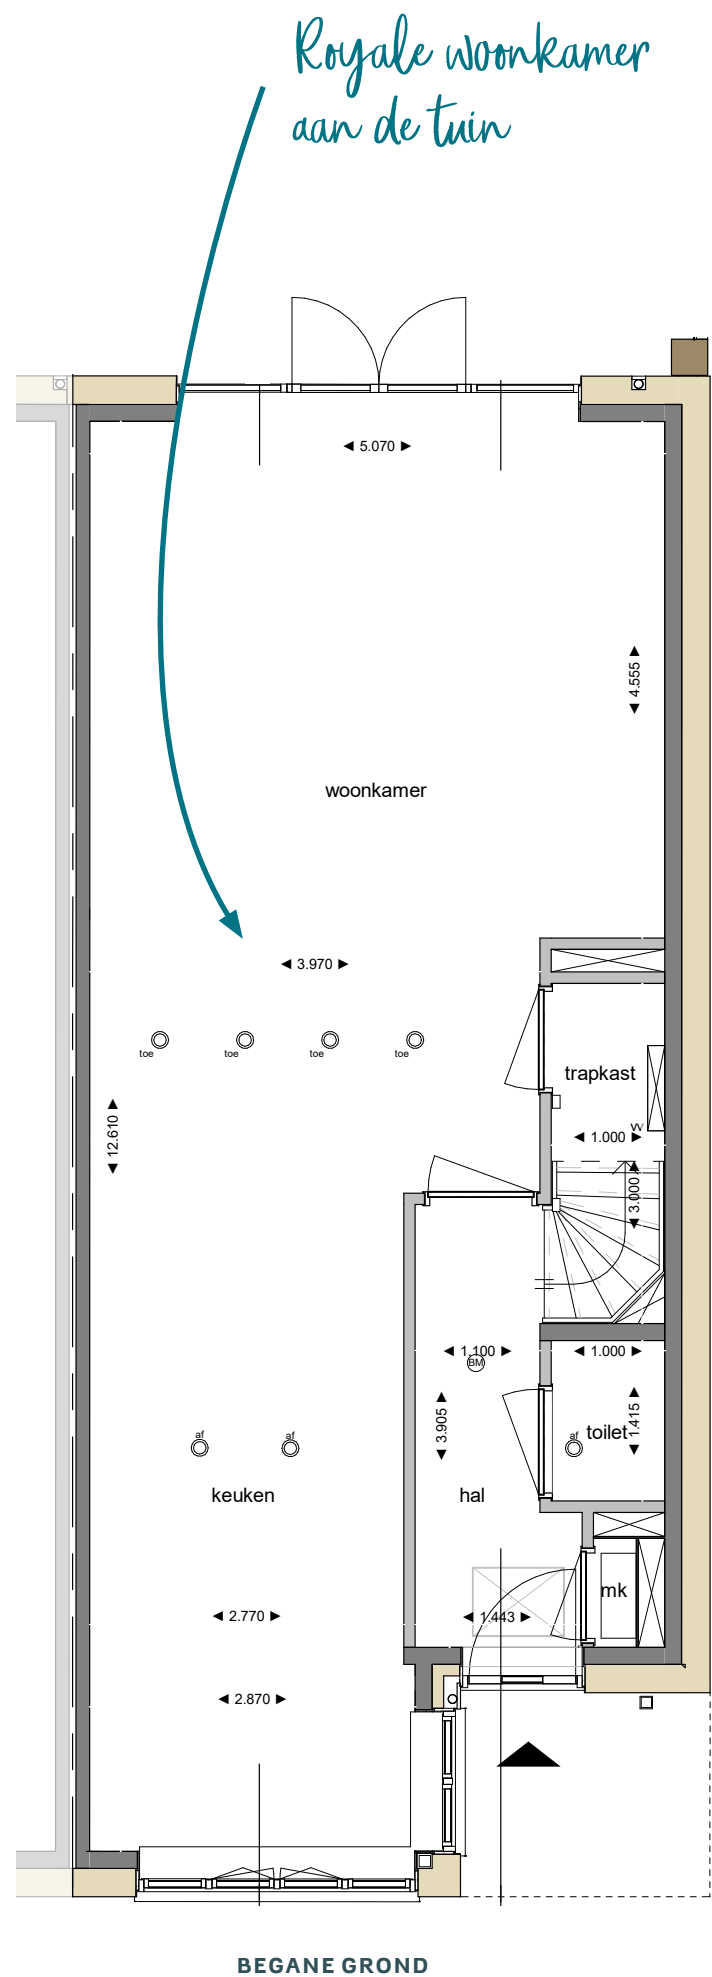 Royale woonkamer
aan de tuin
5.070
4.555
woonkamer
3.970
toe toe toe toe
trapkast
12.610
1.000
vv
3.000
1.100
BM
1.000
3.905
1.415
af af af
toilet
keuken hal
mk
2.770 1.443
2.870
BEGANE GROND